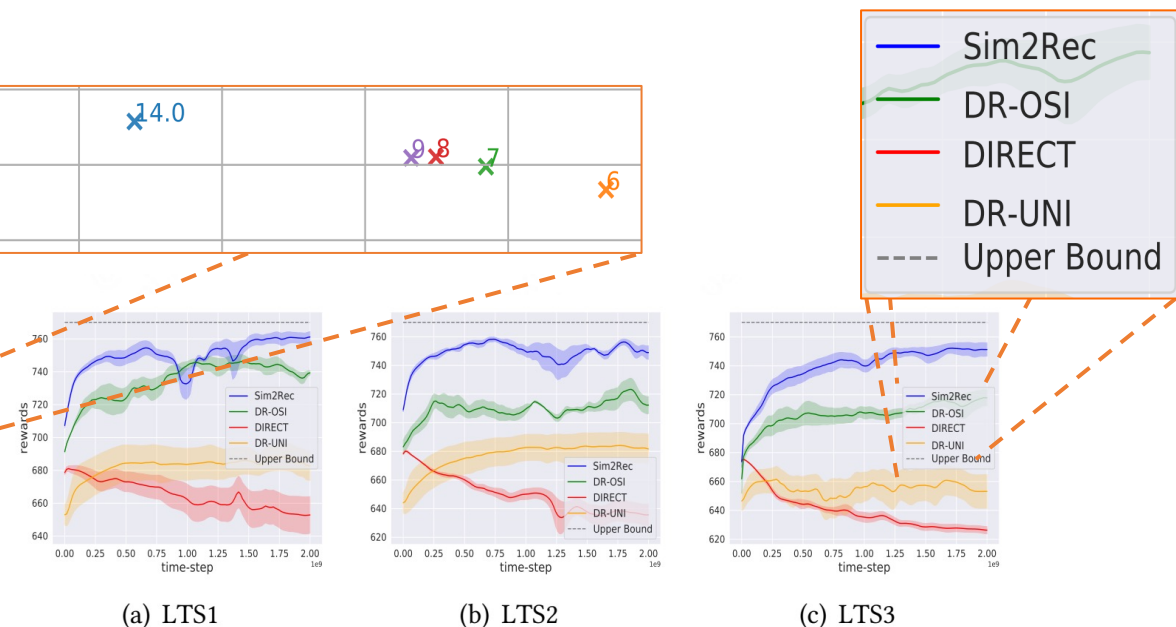 Sim2Rec
DR-OSI
DIRECT
DR-UNI
Upper Bound
14.0
9
8
7
6
760
740
720
700
680
660
640
rewards
Sim2Rec
DR-OSI
DIRECT
DR-UNI
Upper Bound
0.00 0.25 0.50 0.75 1.00 1.25 1.50 1.75 2.00
1e9
time-step
760
740
720
700
680
660
640
620
rewards
Sim2Rec
DR-OSI
DIRECT
DR-UNI
Upper Bound
0.00 0.25 0.50 0.75 1.00 1.25 1.50 1.75 2.00
1e9
time-step
760
740
720
700
680
660
640
620
rewards
Sim2Rec
DR-OSI
DIRECT
DR-UNI
Upper Bound
0.00 0.25 0.50 0.75 1.00 1.25 1.50 1.75 2.00
1e9
time-step
(a) LTS1
(b) LTS2
(c) LTS3